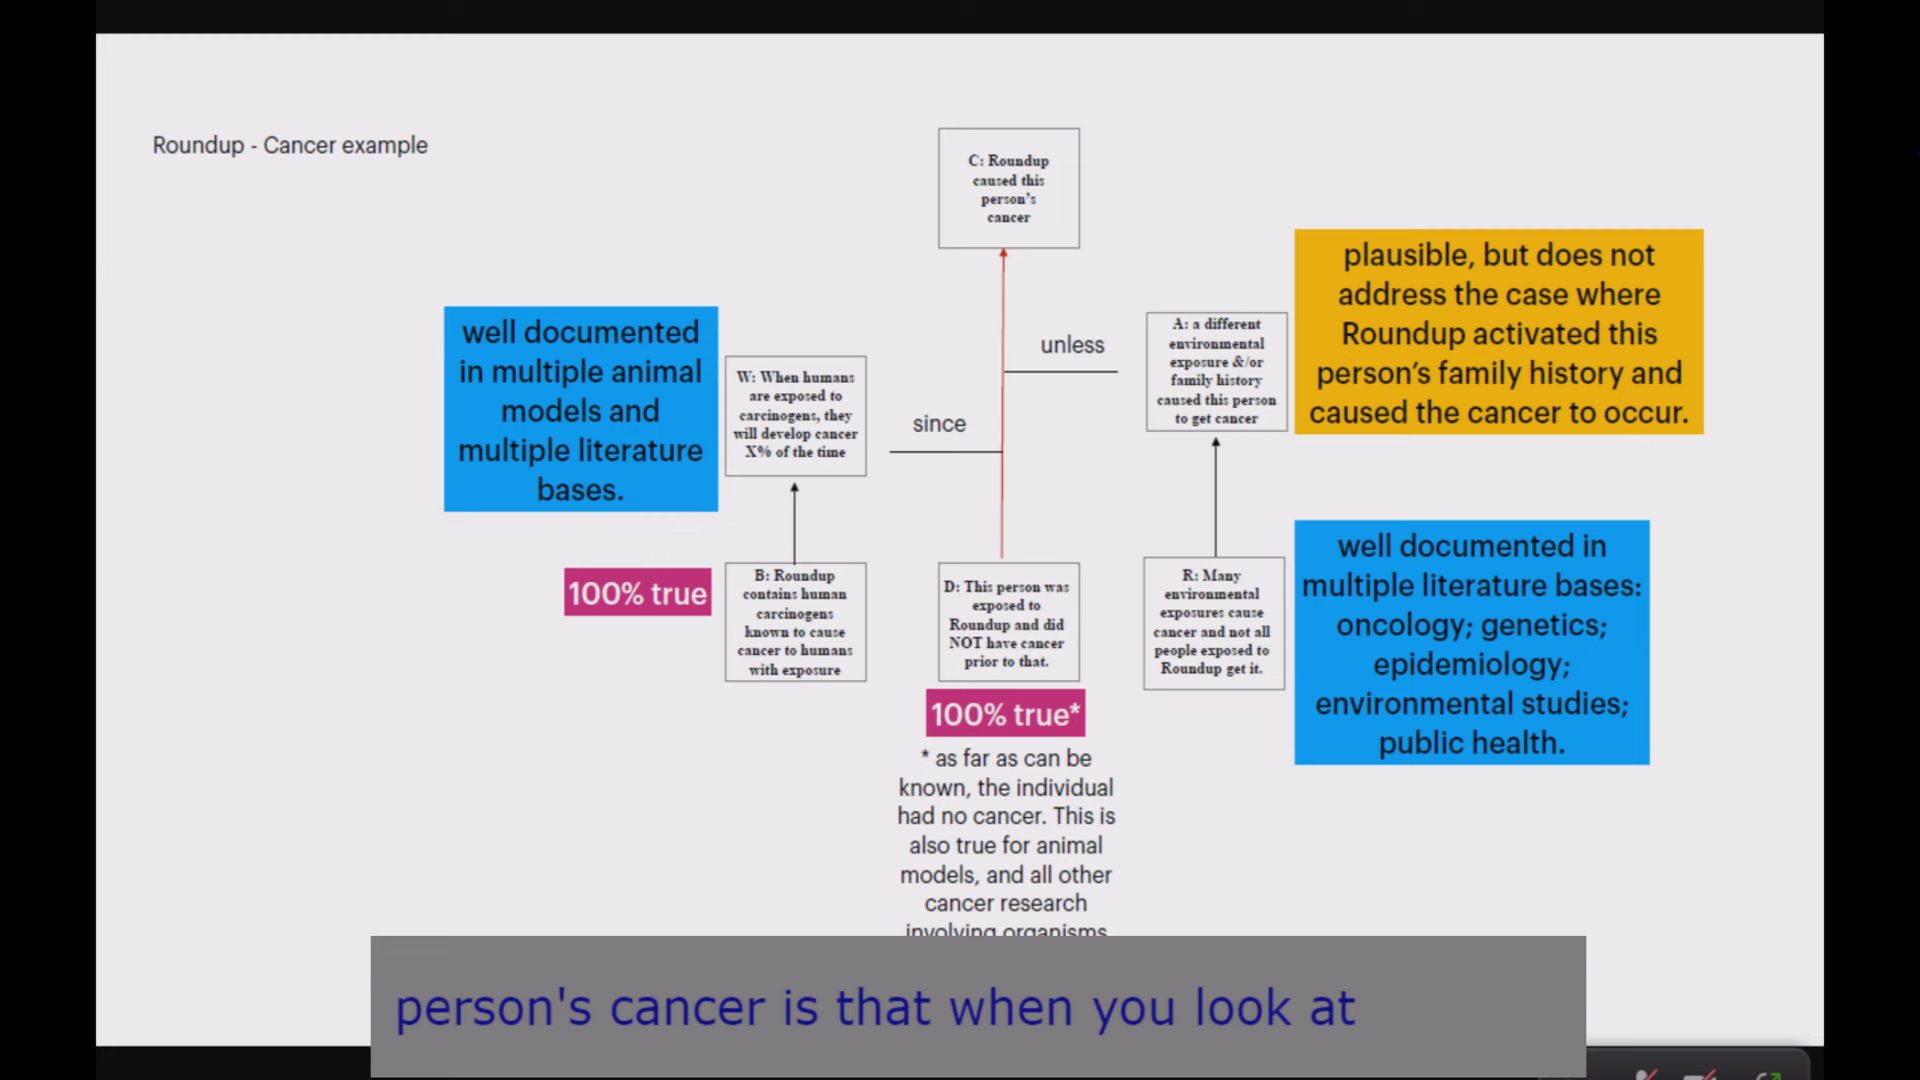 Roundup - Cancer example
C: Roundup
caused this
person's
cancer
plausible, but does not
address the case where
Roundup activated this
person's family history and
caused the cancer to occur.
well documented
in multiple animal
models and
multiple literature
bases.
W: When humans
are exposed to
carcinogens, they
will develop cancer
X% of the time
since
unless
A: a different
environmental
exposure &/or
family history
caused this person
to get cancer
100% true
B: Roundup
contains human
carcinogens
known to cause
cancer to humans
with exposure
D: This person was
exposed to
Roundup and did
NOT have cancer
prior to that.
R: Many
environmental
exposures cause
cancer and not all
people exposed to
Roundup get it.
well documented in
multiple literature bases:
oncology; genetics;
epidemiology;
environmental studies;
public health.
100% true*
* as far as can be
known, the individual
had no cancer. This is
also true for animal
models, and all other
cancer research
involving organisms
person's cancer is that when you look at